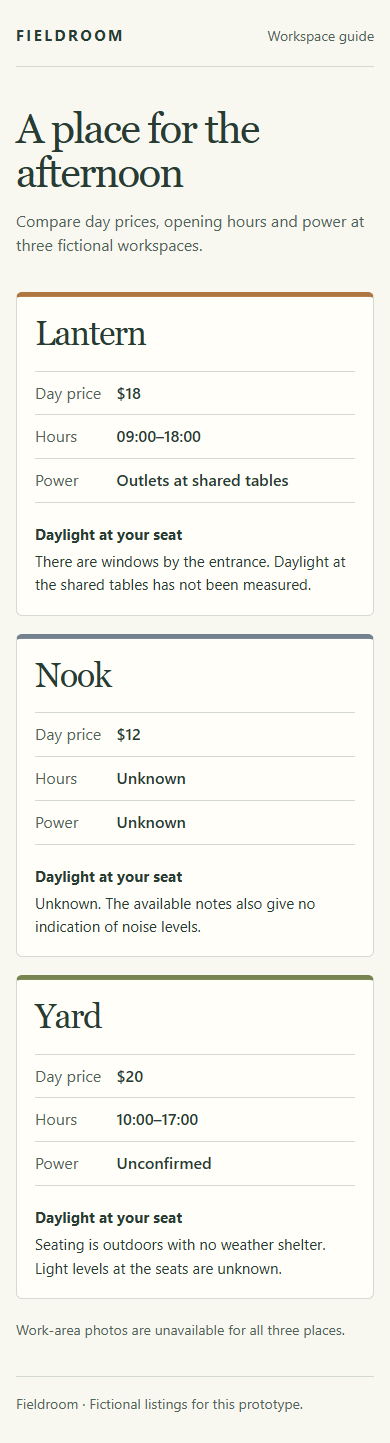 FIELDROOM
Workspace guide
A place for the
afternoon
Compare day prices, opening hours and power at
three fictional workspaces.
Lantern
Day price $18
Hours 09:00–18:00
Power Outlets at shared tables
Daylight at your seat
There are windows by the entrance. Daylight at
the shared tables has not been measured.
Nook
Day price $12
Hours Unknown
Power Unknown
Daylight at your seat
Unknown. The available notes also give no
indication of noise levels.
Yard
Day price $20
Hours 10:00–17:00
Power Unconfirmed
Daylight at your seat
Seating is outdoors with no weather shelter.
Light levels at the seats are unknown.
Work-area photos are unavailable for all three places.
Fieldroom · Fictional listings for this prototype.